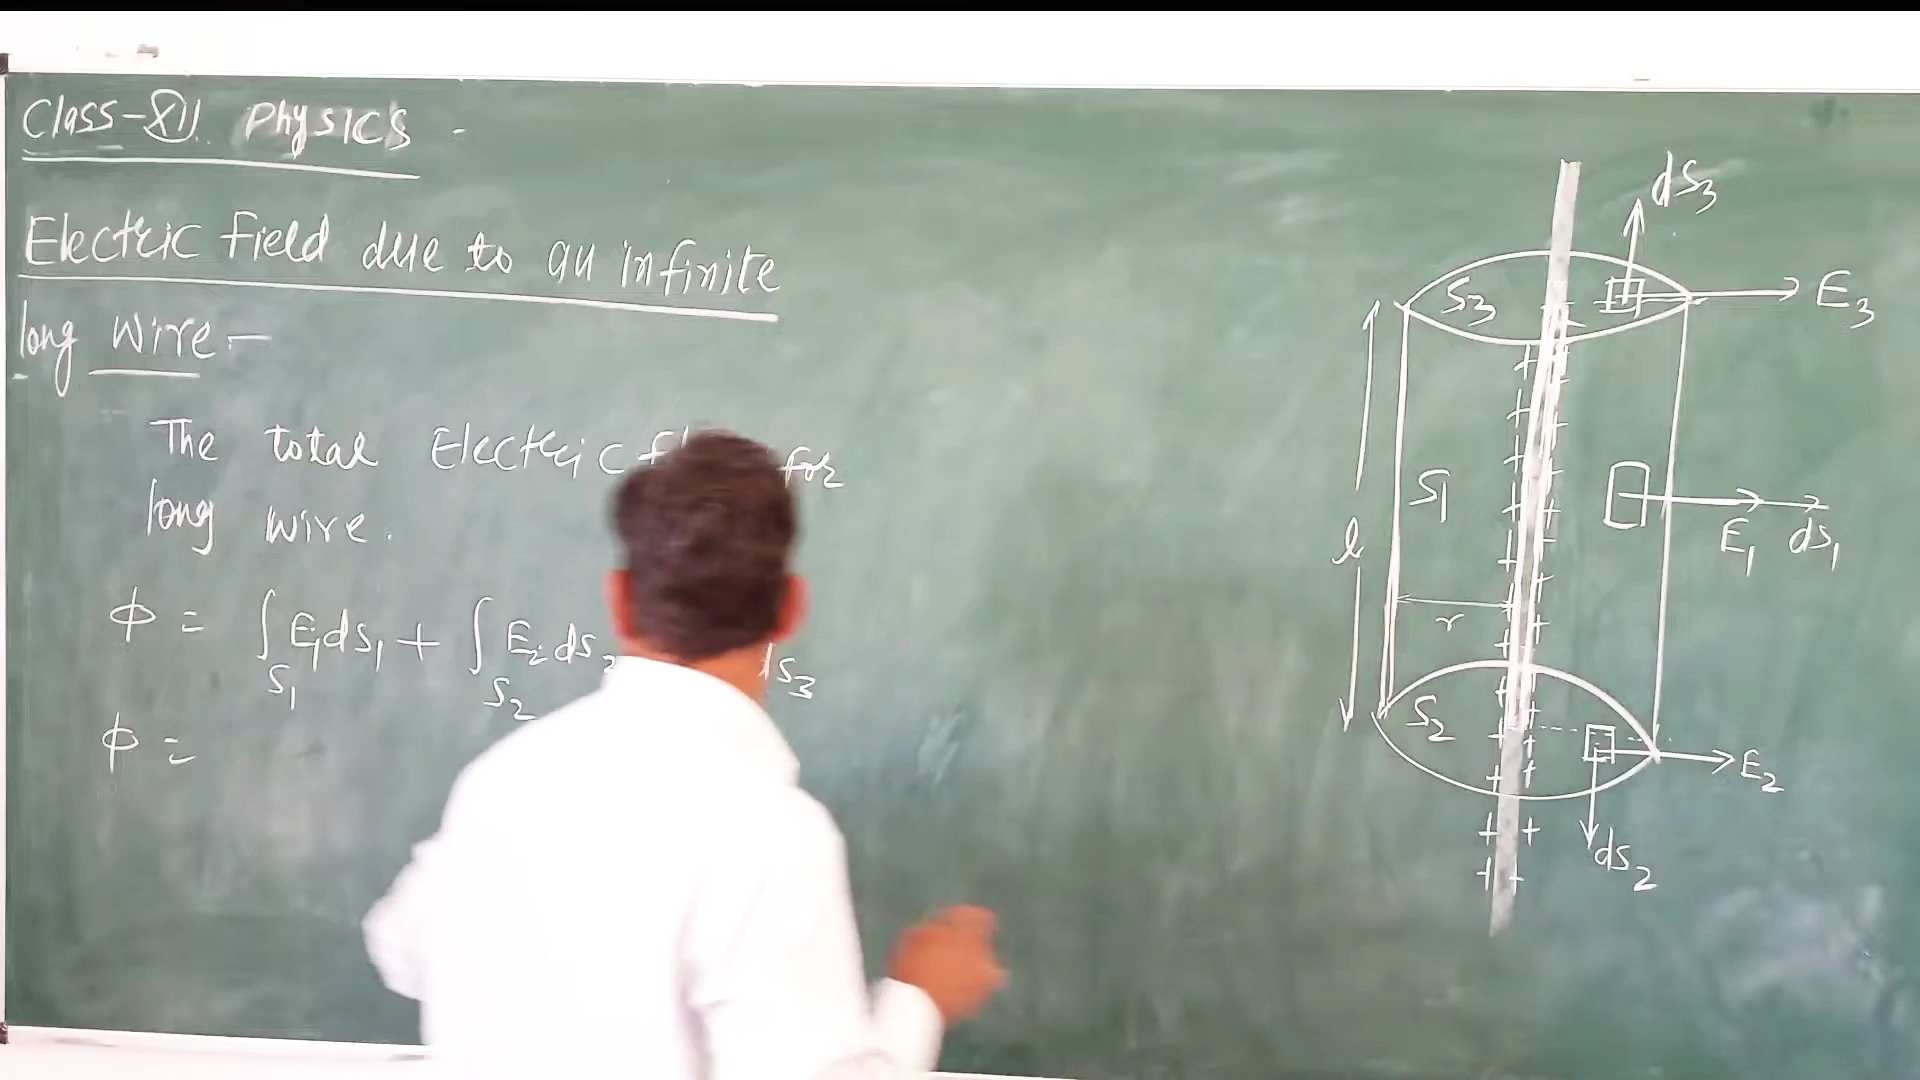 Class-XII. Physics
Electric field due to an infinite
long wire:-
The total Electric for
long wire.
ϕ = ∫S₁ E₁ds₁ + ∫S₂ E₂ds₂ ds₃
ϕ =
dS₃
S₃
E₃
S₁
l
E₁ ds₁
r
S₂
E₂
ds₂